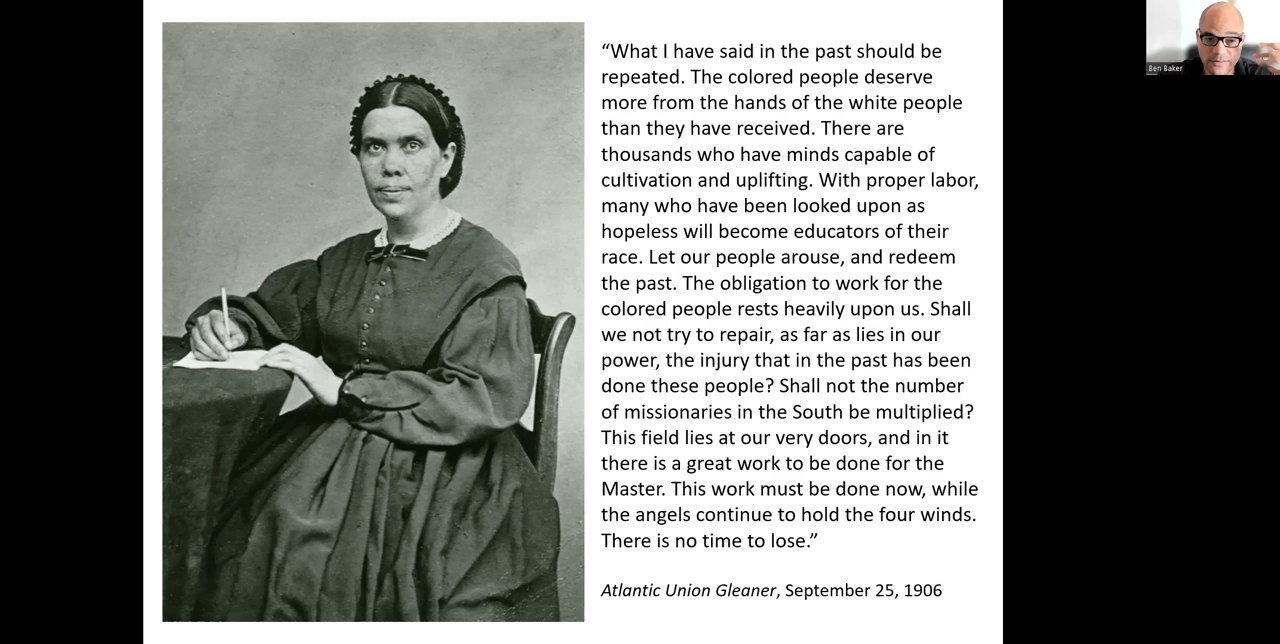 “What I have said in the past should be
repeated. The colored people deserve
more from the hands of the white people
than they have received. There are
thousands who have minds capable of
cultivation and uplifting. With proper labor,
many who have been looked upon as
hopeless will become educators of their
race. Let our people arouse, and redeem
the past. The obligation to work for the
colored people rests heavily upon us. Shall
we not try to repair, as far as lies in our
power, the injury that in the past has been
done these people? Shall not the number
of missionaries in the South be multiplied?
This field lies at our very doors, and in it
there is a great work to be done for the
Master. This work must be done now, while
the angels continue to hold the four winds.
There is no time to lose.”
Atlantic Union Gleaner, September 25, 1906
Ben Baker